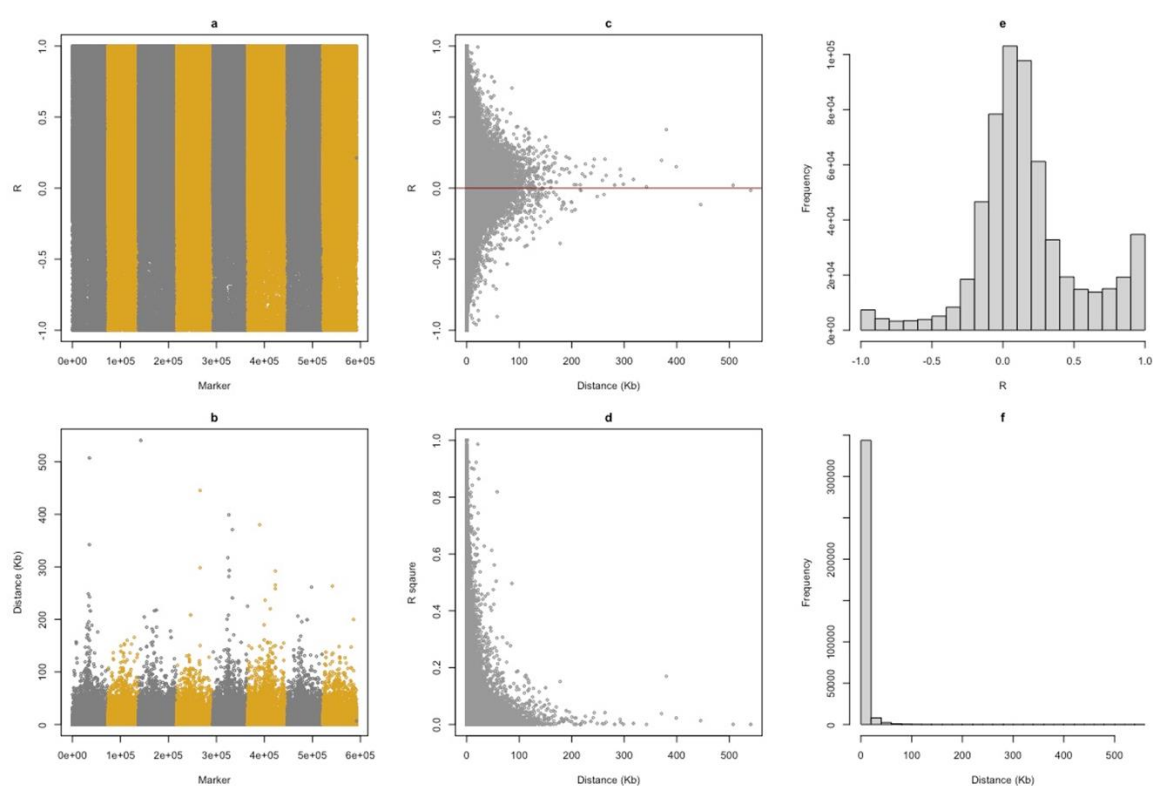 a
1.0
0.5
0.0
-0.5
-1.0
R
0e+00 1e+05 2e+05 3e+05 4e+05 5e+05 6e+05
Marker
c
1.0
0.5
0.0
-0.5
-1.0
R
0 100 200 300 400 500
Distance (Kb)
e
1e+05
8e+04
6e+04
4e+04
2e+04
0e+00
Frequency
-1.0 -0.5 0.0 0.5 1.0
R
b
500
400
300
200
100
0
Distance (Kb)
0e+00 1e+05 2e+05 3e+05 4e+05 5e+05 6e+05
Marker
d
1.0
0.8
0.6
0.4
0.2
0.0
R sqaure
0 100 200 300 400 500
Distance (Kb)
f
300000
200000
100000
50000
0
Frequency
0 100 200 300 400 500
Distance (Kb)